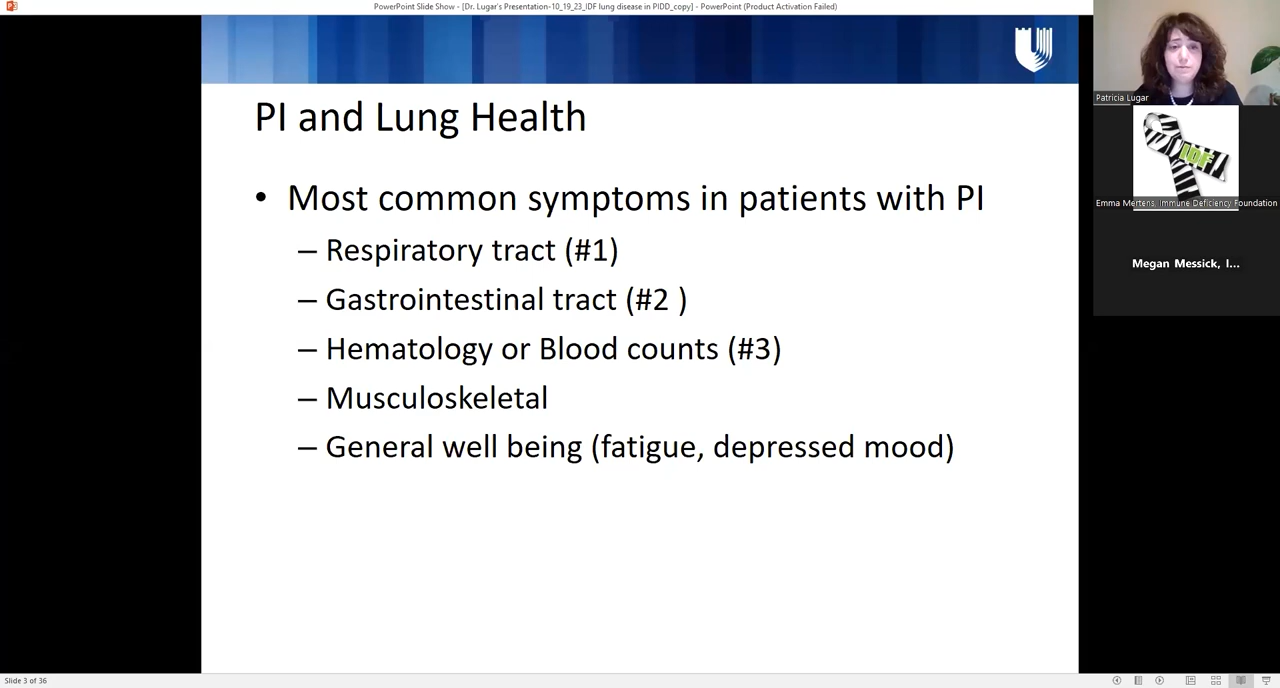 PowerPoint Slide Show - [Dr. Lugar's Presentation-10_19_23_IDF lung disease in PIDD_copy] - PowerPoint (Product Activation Failed)
PI and Lung Health
• Most common symptoms in patients with PI
– Respiratory tract (#1)
– Gastrointestinal tract (#2 )
– Hematology or Blood counts (#3)
– Musculoskeletal
– General well being (fatigue, depressed mood)
Patricia Lugar
IDF
Emma Mertens, Immune Deficiency Foundation
Megan Messick, I...
Slide 3 of 36